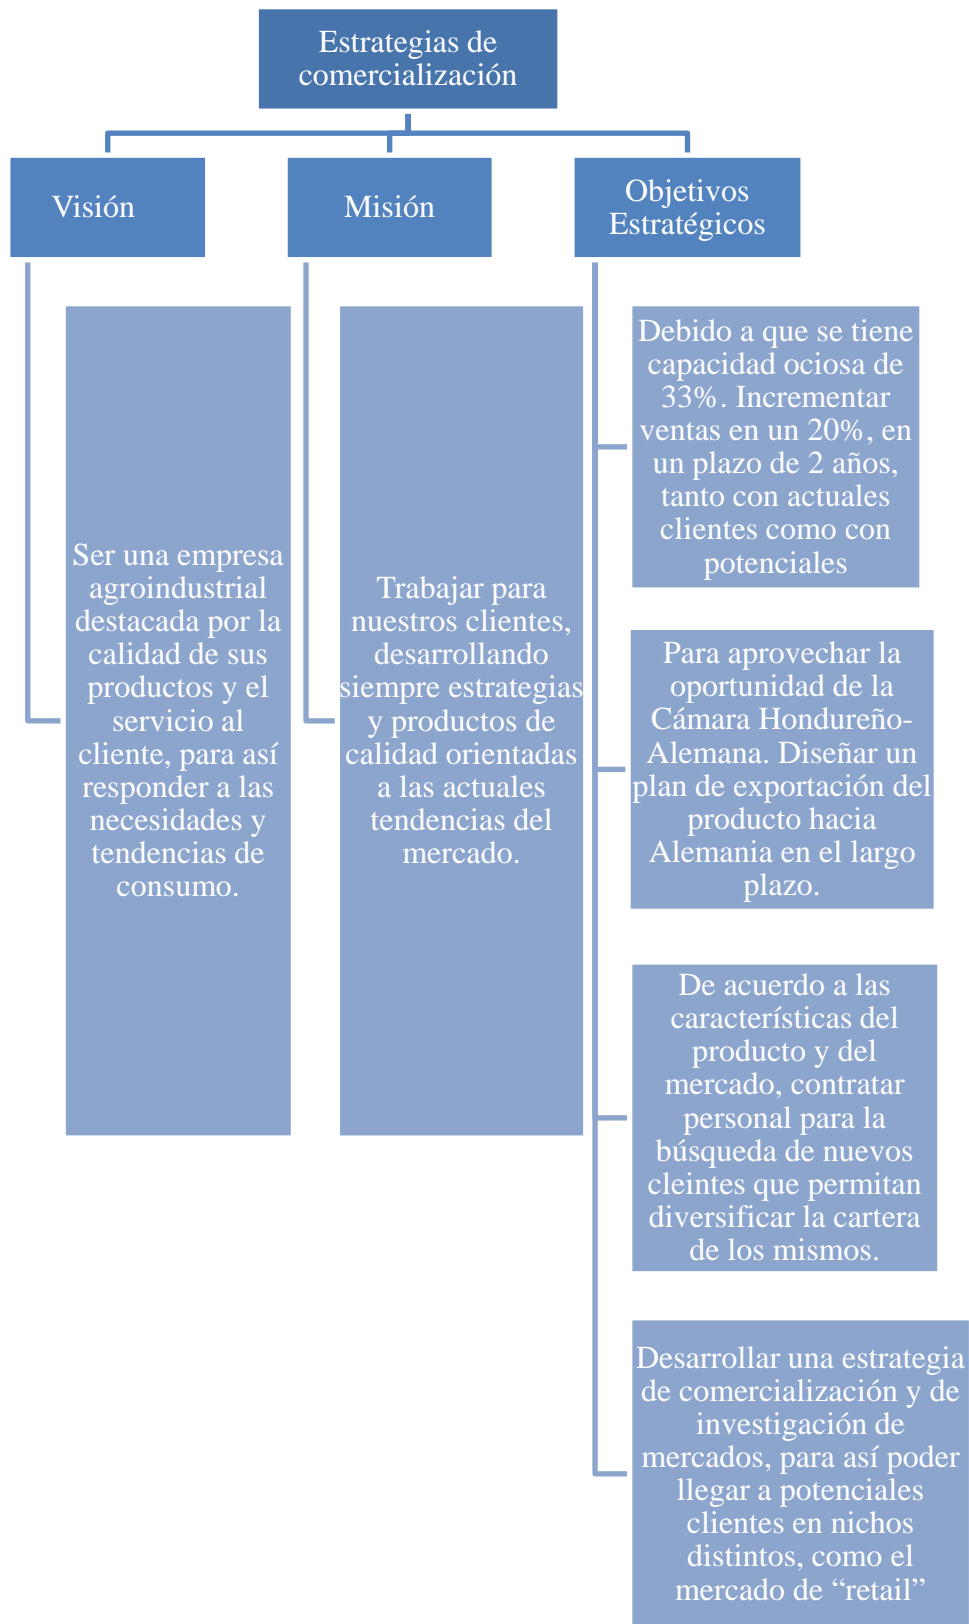 Estrategias de
comercialización
Visión
Misión
Objetivos
Estratégicos
Ser una empresa
agroindustrial
destacada por la
calidad de sus
productos y el
servicio al
cliente, para así
responder a las
necesidades y
tendencias de
consumo.
Trabajar para
nuestros clientes,
desarrollando
siempre estrategias
y productos de
calidad orientadas
a las actuales
tendencias del
mercado.
Debido a que se tiene
capacidad ociosa de
33%. Incrementar
ventas en un 20%, en
un plazo de 2 años,
tanto con actuales
clientes como con
potenciales
Para aprovechar la
oportunidad de la
Cámara Hondureño-
Alemana. Diseñar un
plan de exportación del
producto hacia
Alemania en el largo
plazo.
De acuerdo a las
características del
producto y del
mercado, contratar
personal para la
búsqueda de nuevos
cleintes que permitan
diversificar la cartera
de los mismos.
Desarrollar una estrategia
de comercialización y de
investigación de
mercados, para así poder
llegar a potenciales
clientes en nichos
distintos, como el
mercado de “retail”